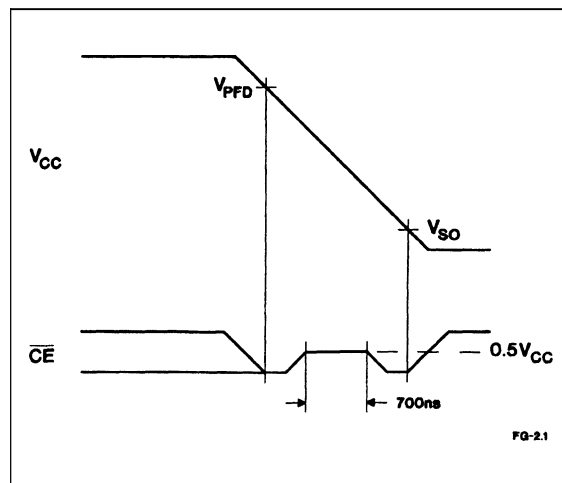 VPFD
VCC
VSO
CE
0.5VCC
700ns
FG-2.1